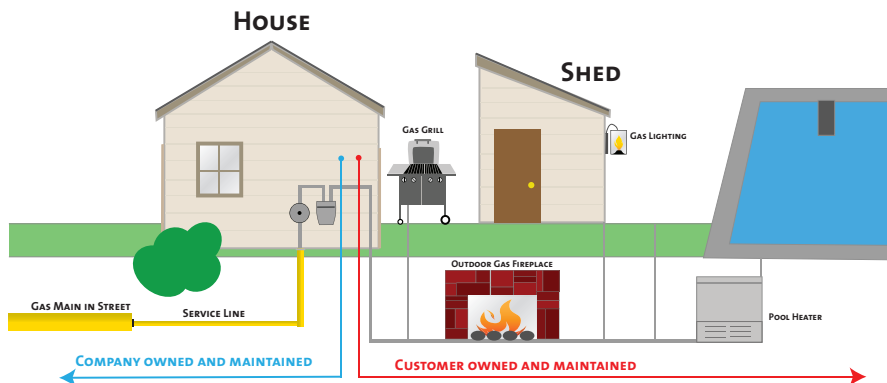 House
Shed
Gas Grill
Gas Lighting
Outdoor Gas Fireplace
Gas Main in Street
Service Line
Pool Heater
Company owned and maintained
Customer owned and maintained